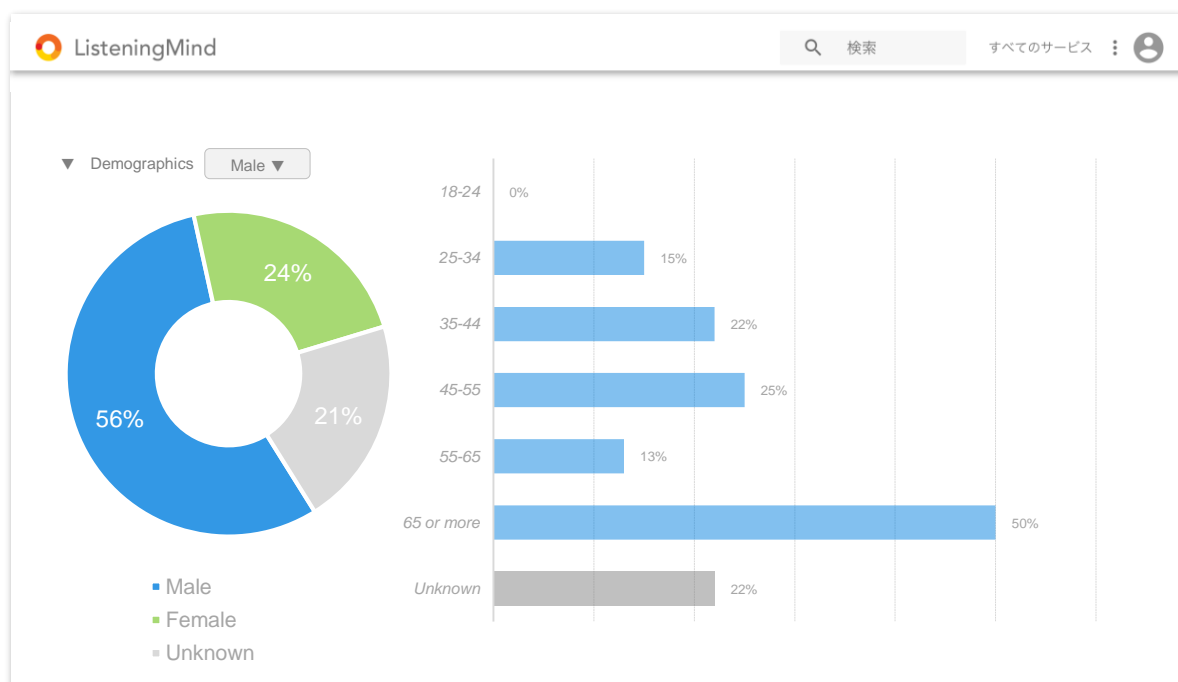 ListeningMind
検索
すべてのサービス
▼ Demographics
Male ▼
24%
56%
21%
Male
Female
Unknown
18-24 0%
25-34 15%
35-44 22%
45-55 25%
55-65 13%
65 or more 50%
Unknown 22%